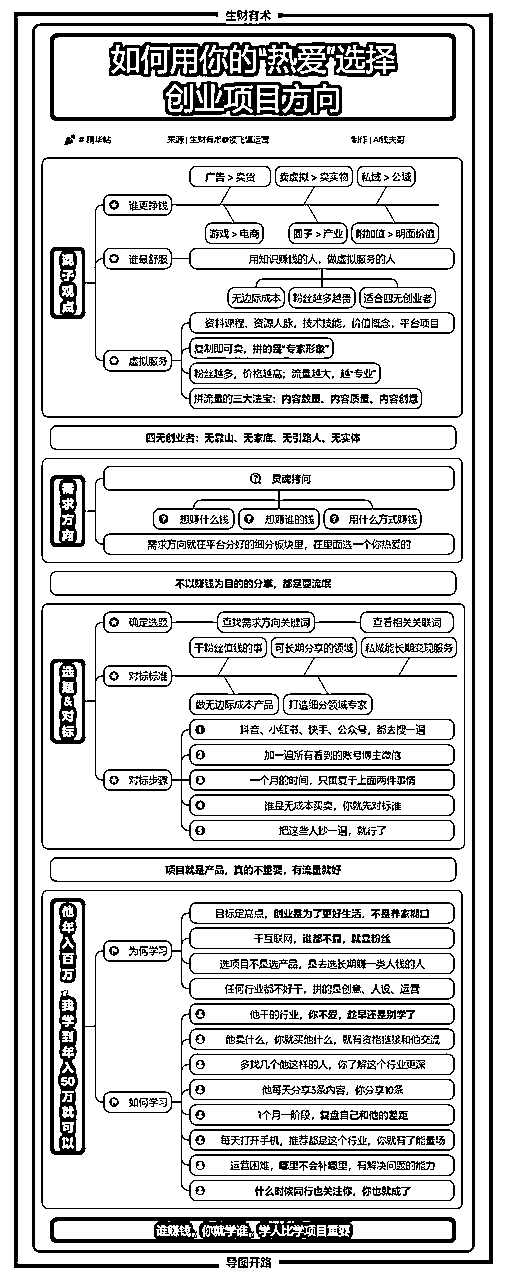 生财有术
如何用你的"热爱"选择
创业项目方向
#精华帖
来源 | 生财有术@饭飞猫运营
制作 | AI钱夫哥
亏子观点
谁更挣钱
广告 > 卖货
卖虚拟 > 卖实物
私域 > 公域
游戏 > 电商
圈子 > 产业
附加值 > 明面价值
谁最舒服
用知识赚钱的人，做虚拟服务的人
无边际成本
粉丝越多越贵
适合四无创业者
虚拟服务
资料课程、资源人脉，技术技能，价值概念，平台项目
复制即可卖，拼的是"专家形象"
粉丝越多，价格越高；流量越大，越"专业"
拼流量的三大法宝：内容数量、内容质量、内容创意
四无创业者：无靠山、无家底、无引路人、无实体
需求方向
灵魂拷问
想赚什么钱
想赚谁的钱
用什么方式赚钱
需求方向就在平台分好的细分板块里，在里面选一个你热爱的
不以赚钱为目的的分享，都是耍流氓
选题&对标
确定选题
查找需求方向关键词
查看相关关联词
对标标准
干粉丝值钱的事
可长期分享的领域
私域能长期变现服务
做无边际成本产品
打造细分领域专家
对标步骤
1 抖音、小红书、快手、公众号，都去搜一遍
2 加一遍所有看到的账号博主微信
3 一个月的时间，只重复干上面两件事情
4 谁是无成本买卖，你就先对标谁
5 把这些人抄一遍，就行了
项目就是产品，真的不重要，有流量就好
他年入百万，我学到年入50万就可以
为何学习
目标定高点，创业是为了更好生活，不是养家糊口
干互联网，谁都不靠，就靠粉丝
选项目不是选产品，是去选长期赚一类人钱的人
任何行业都不好干，拼的是创意、人设、运营
如何学习
他干的行业，你不爱，趁早还是别学了
他卖什么，你就买他什么，就有资格链接和他交流
多找几个他这样的人，你了解这个行业更深
他每天分享3条内容，你分享10条
1个月一阶段，复盘自己和他的差距
每天打开手机，推荐都是这个行业，你就有了能量场
运营困难，哪里不会补哪里，有解决问题的能力
什么时候同行也关注你，你也就成了
谁赚钱，你就学谁，学人比学项目重要
导图开路